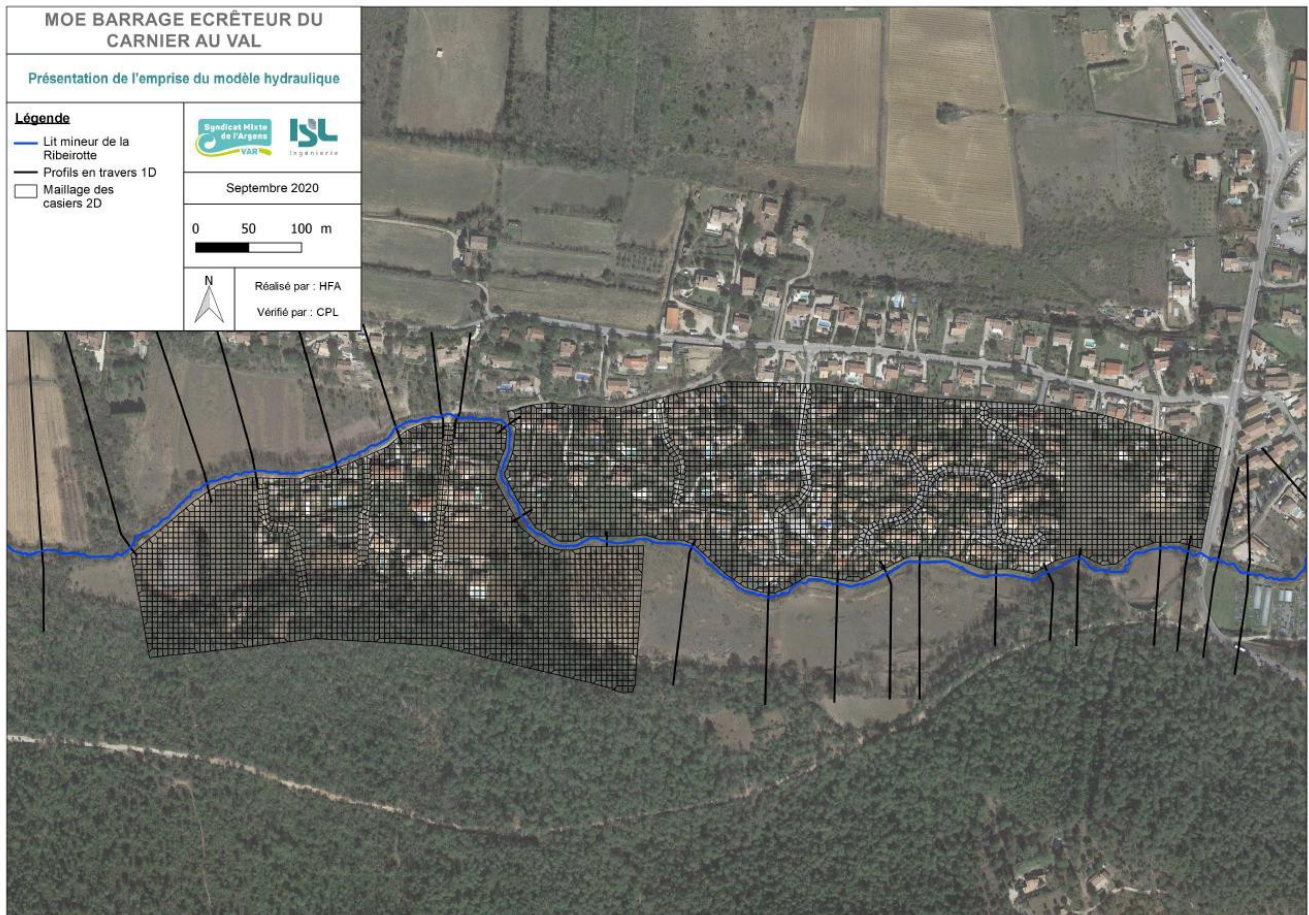 MOE BARRAGE ECRÊTEUR DU
CARNIER AU VAL
Présentation de l'emprise du modèle hydraulique
Légende
Lit mineur de la
Ribeirotte
Profils en travers 1D
Maillage des
casiers 2D
Syndicat Mixte
de l'Argens
VAR
ISL
Ingénierie
Septembre 2020
0 50 100 m
N
Réalisé par : HFA
Vérifié par : CPL